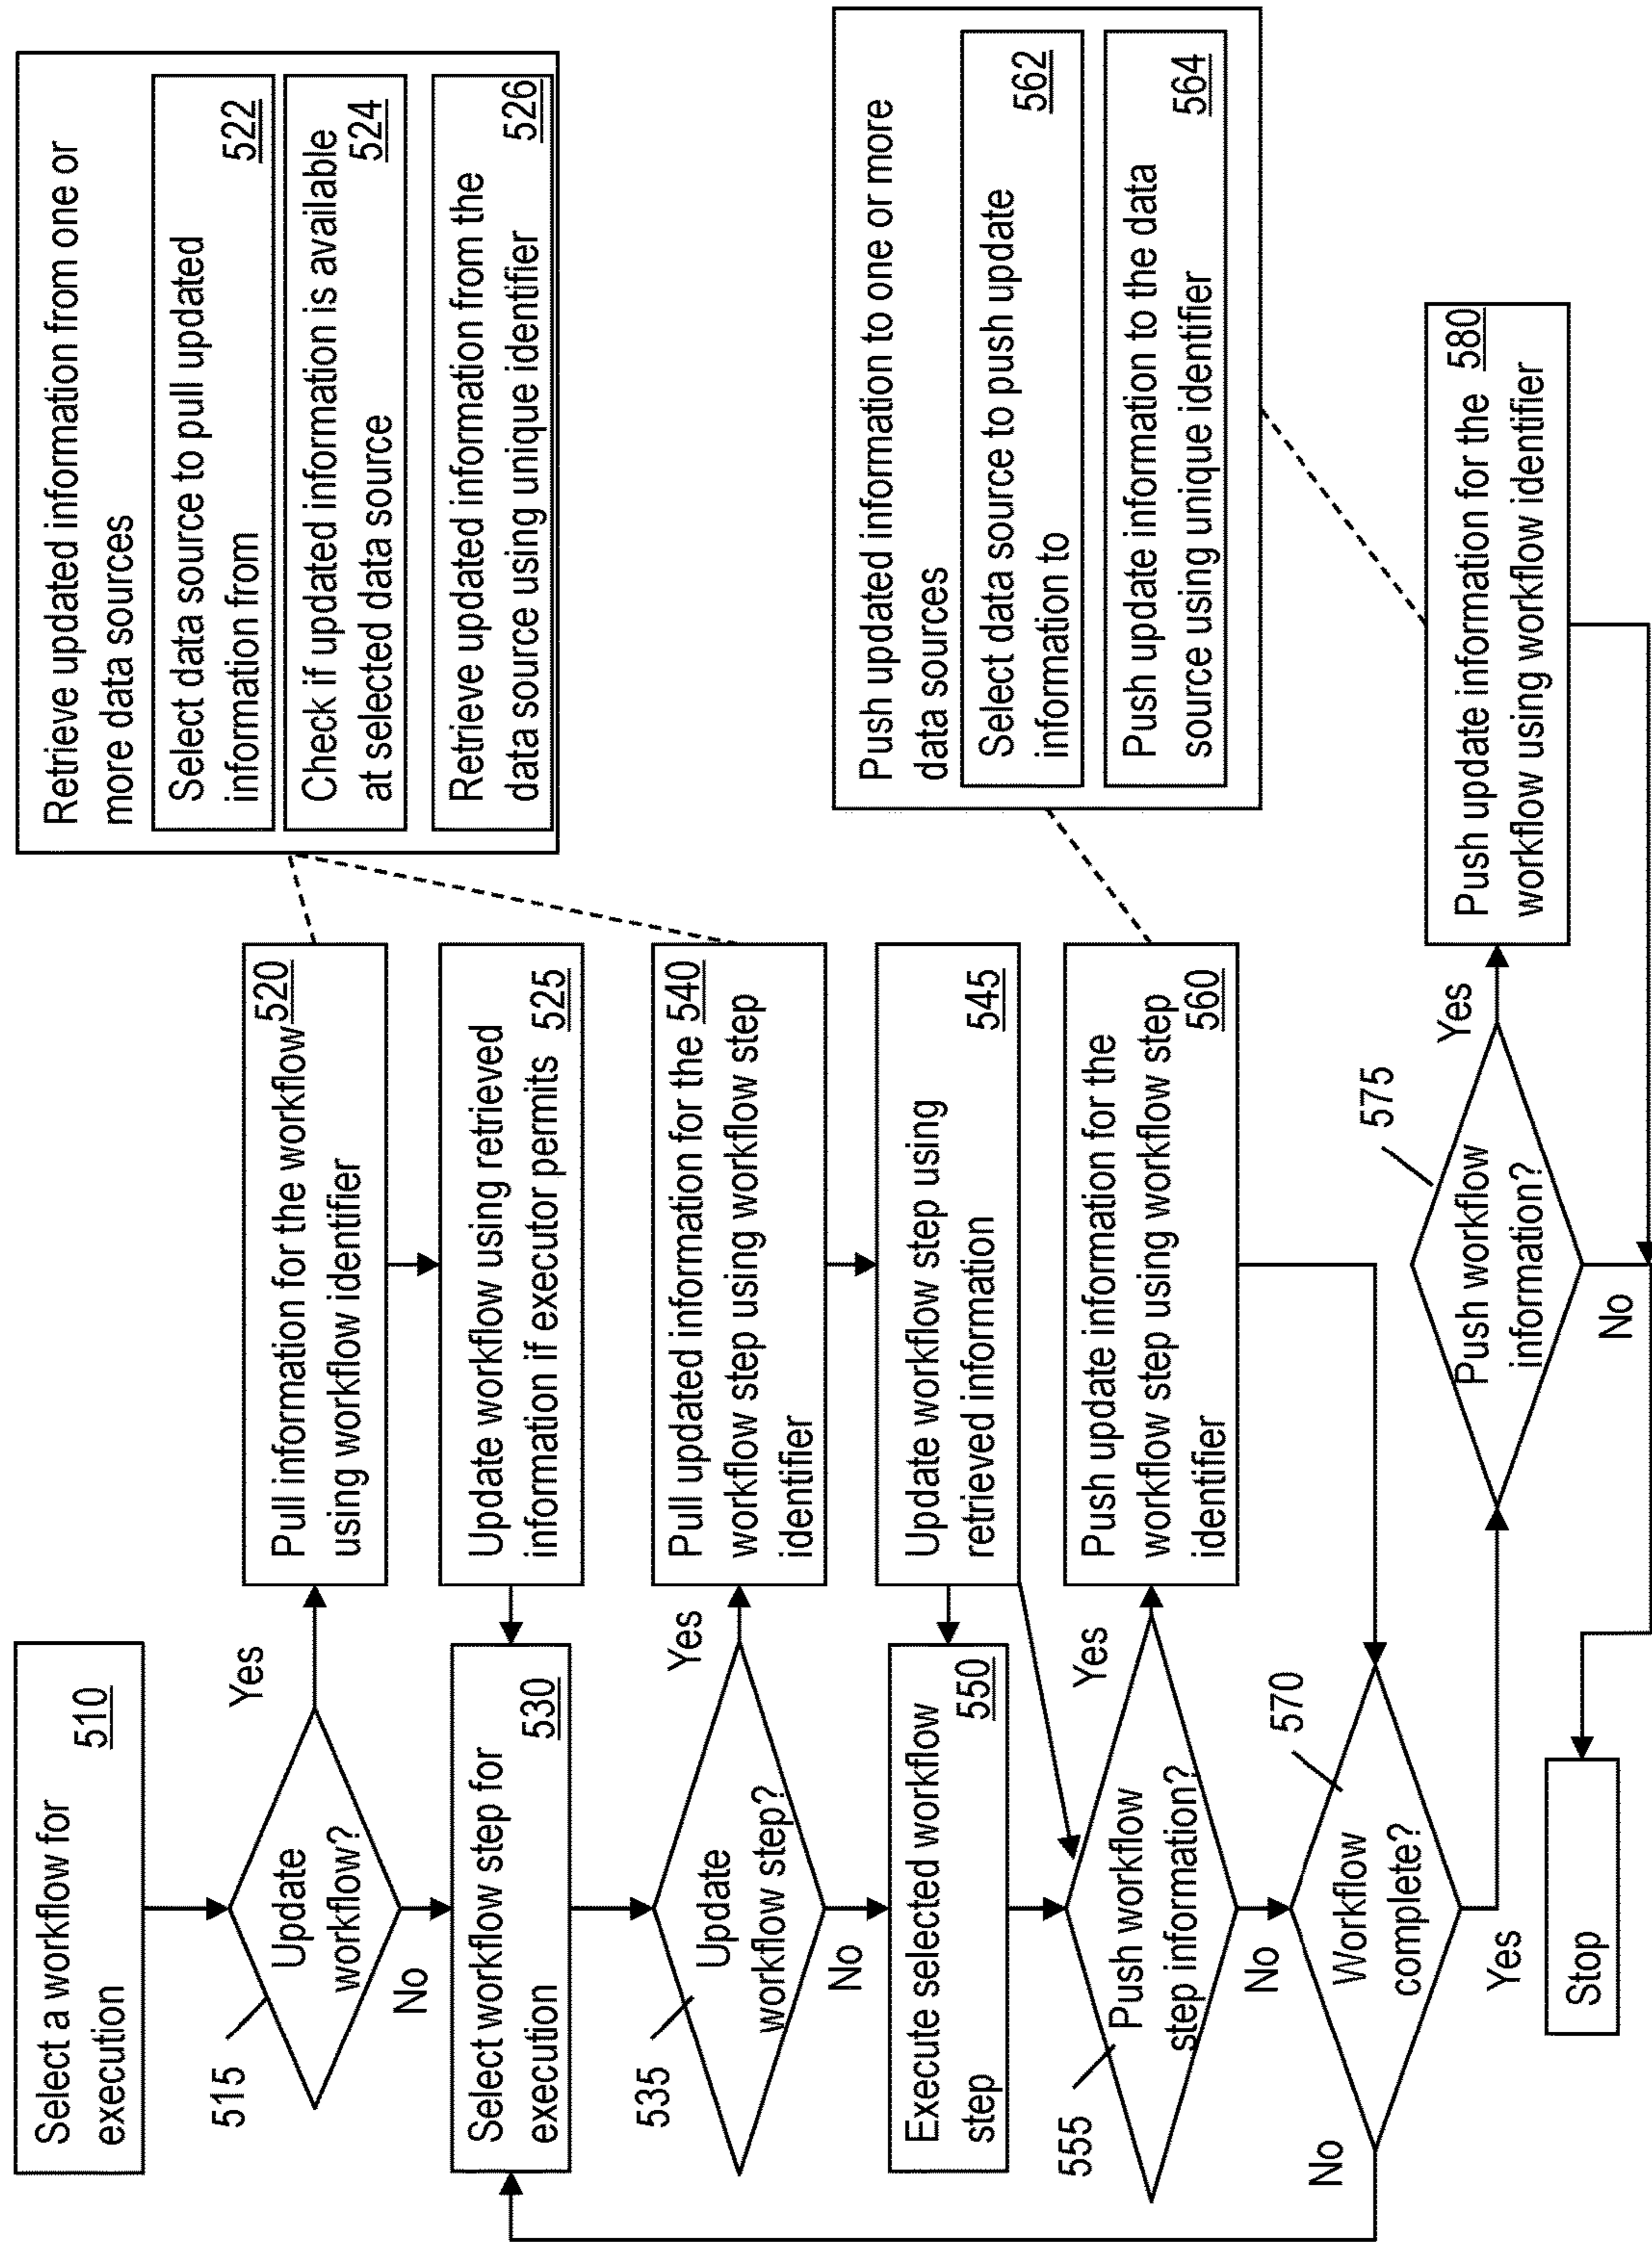 Select a workflow for
execution
510
515
Update
workflow?
Yes
No
Pull information for the workflow
520
using workflow identifier
Update workflow using retrieved
information if executor permits 525
Retrieve updated information from one or
more data sources
Select data source to pull updated
information from
522
Check if updated information is available
at selected data source
524
Retrieve updated information from the
data source using unique identifier
526
Select workflow step for
execution
530
535
Update
workflow step?
Yes
No
Pull updated information for the 540
workflow step using workflow step
identifier
Update workflow step using
retrieved information
545
Execute selected workflow
step
550
555
Push workflow
step information?
Yes
No
Push update information for the
workflow step using workflow step
identifier
560
Push updated information to one or more
data sources
Select data source to push update
information to
562
Push update information to the data
source using unique identifier
564
570
Workflow
complete?
No
Yes
575
Push workflow
information?
Yes
No
Push update information for the 580
workflow using workflow identifier
Stop